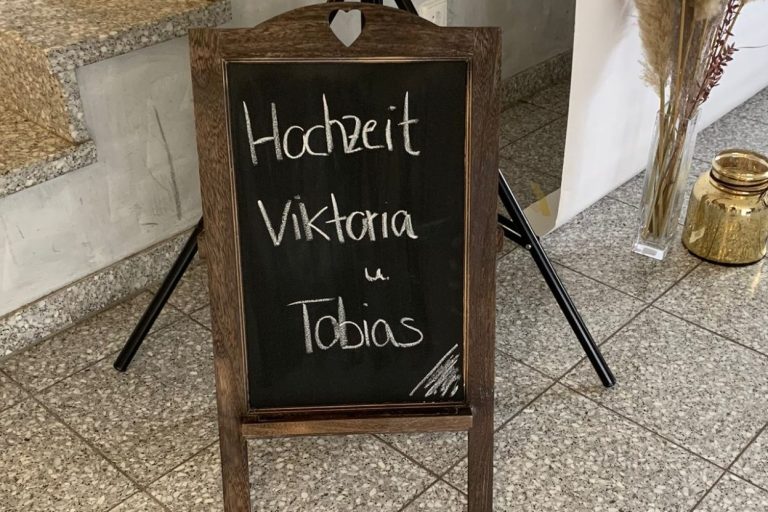 Hochzeit
Viktoria
u.
Tobias